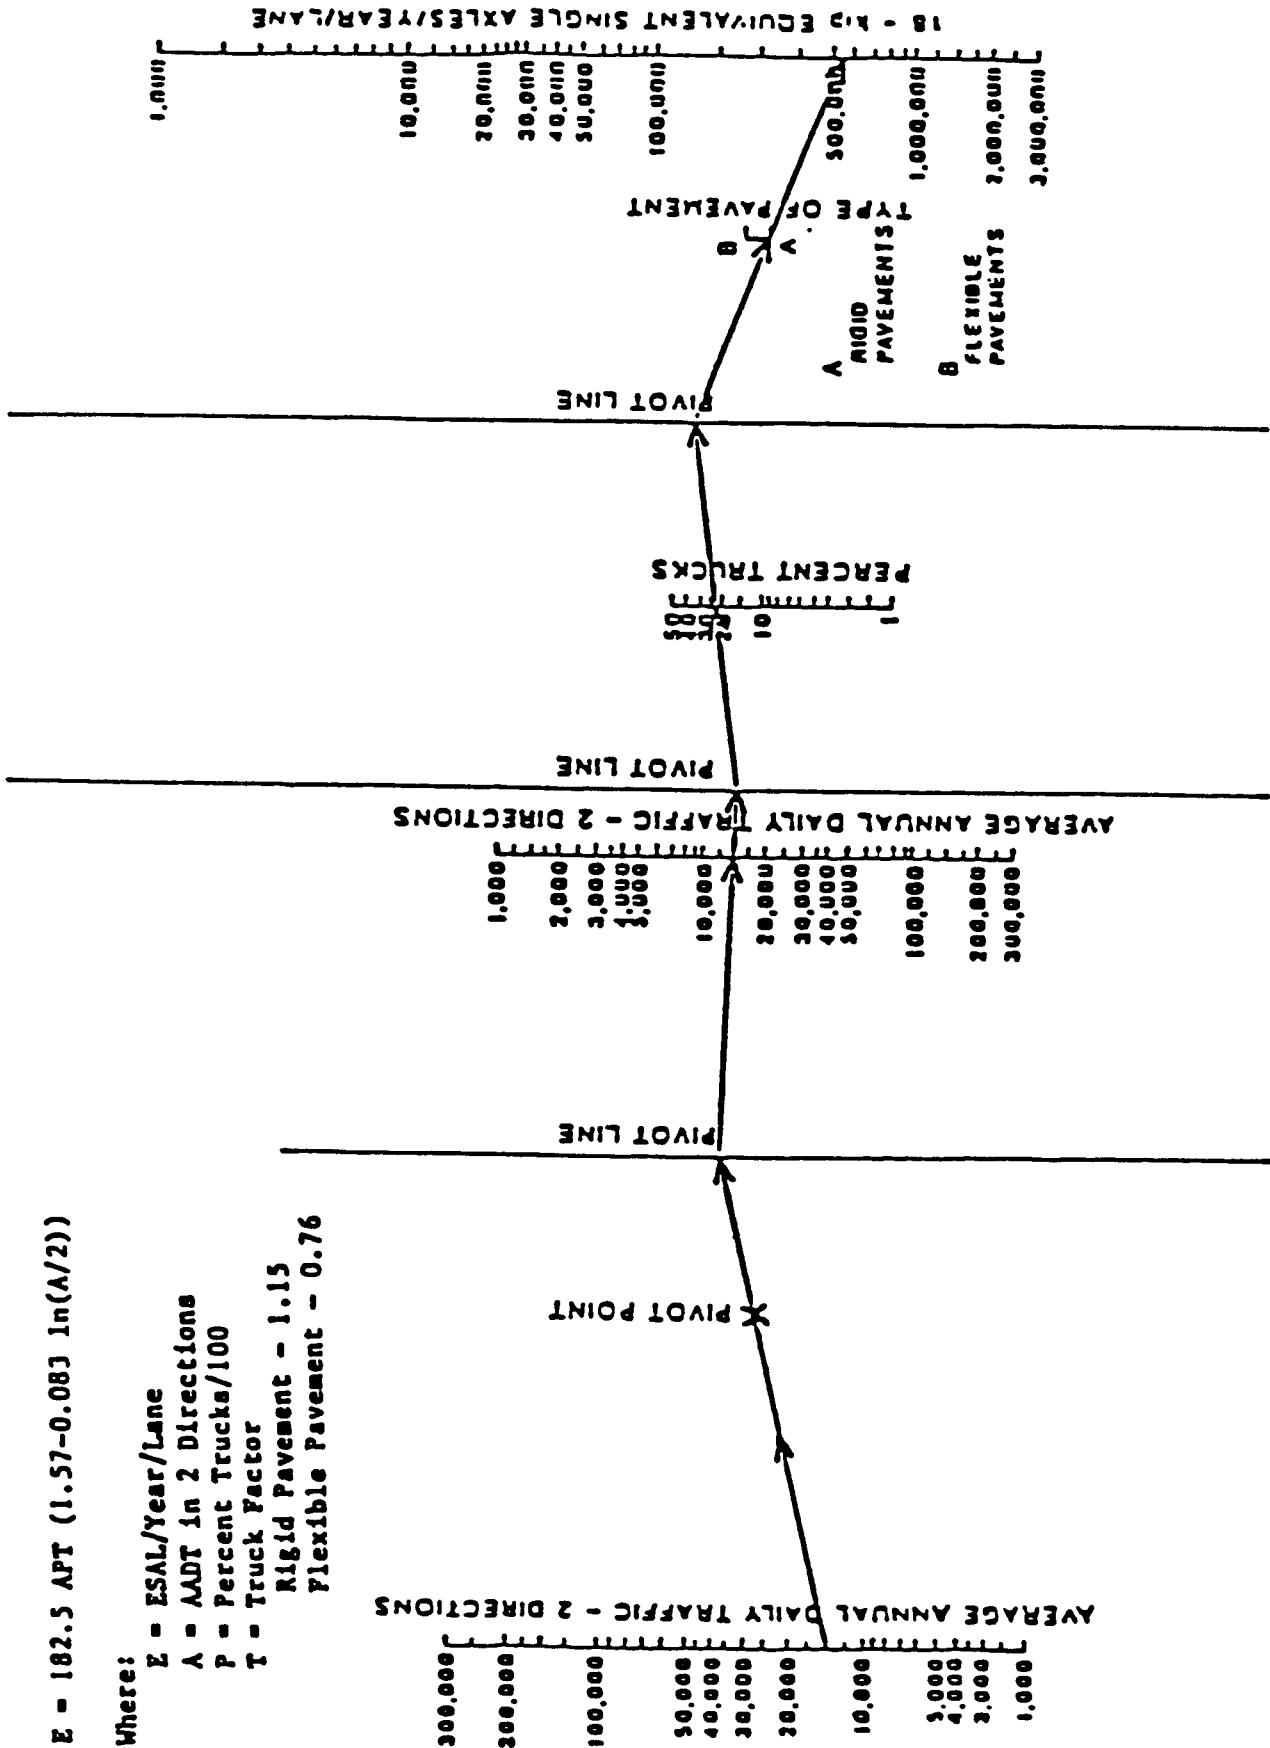 E = 182.5 APT (1.57-0.083 ln(A/2))
Where:
E = ESAL/Year/Lane
A = AADT in 2 Directions
P = Percent Trucks/100
T = Truck Factor
Rigid Pavement - 1.15
Flexible Pavement - 0.76
AVERAGE ANNUAL DAILY TRAFFIC - 2 DIRECTIONS
300,000
200,000
100,000
50,000
40,000
30,000
20,000
10,000
5,000
4,000
3,000
1,000
PIVOT POINT
PIVOT LINE
AVERAGE ANNUAL DAILY TRAFFIC - 2 DIRECTIONS
1,000
2,000
3,000
4,000
5,000
10,000
20,000
30,000
40,000
50,000
100,000
200,000
300,000
PIVOT LINE
PERCENT TRUCKS
50
10
1
PIVOT LINE
TYPE OF PAVEMENT
B
A
A
RIGID
PAVEMENTS
B
FLEXIBLE
PAVEMENTS
18 - kip EQUIVALENT SINGLE AXLES/YEAR/LANE
1,000
10,000
20,000
30,000
40,000
50,000
100,000
500,000
1,000,000
2,000,000
3,000,000